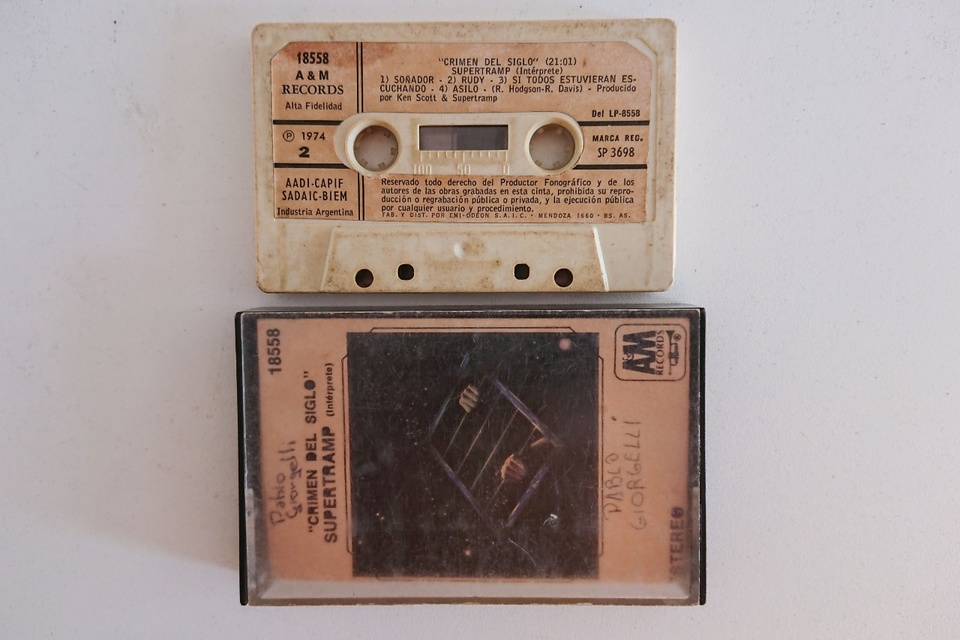 18558
A & M
RECORDS
Alta Fidelidad
Ⓟ 1974
2
AADI-CAPIF
SADAIC-BIEM
Industria Argentina
"CRIMEN DEL SIGLO" (21:01)
SUPERTRAMP (Intérprete)
1) SOÑADOR - 2) RUDY - 3) SI TODOS ESTUVIERAN ES-
CUCHANDO - 4) ASILO - (R. Hodgson-R. Davis) - Producido
por Ken Scott & Supertramp
Del LP-8558
MARCA REG.
SP 3698
100 50 0
Reservado todo derecho del Productor Fonográfico y de los
autores de las obras grabadas en esta cinta, prohibida su repro-
ducción o regrabación pública o privada, y la ejecución pública
por cualquier usuario y procedimiento.
FAB. Y DIST. POR EMI-ODEON S.A.I.C. • MENDOZA 1660 • BS. AS.
18558
Pablo
Giorgelli
"CRIMEN DEL SIGLO"
SUPERTRAMP (Intérprete)
A&M
RECORDS
PABLO
GIORGELLÍ
STEREO